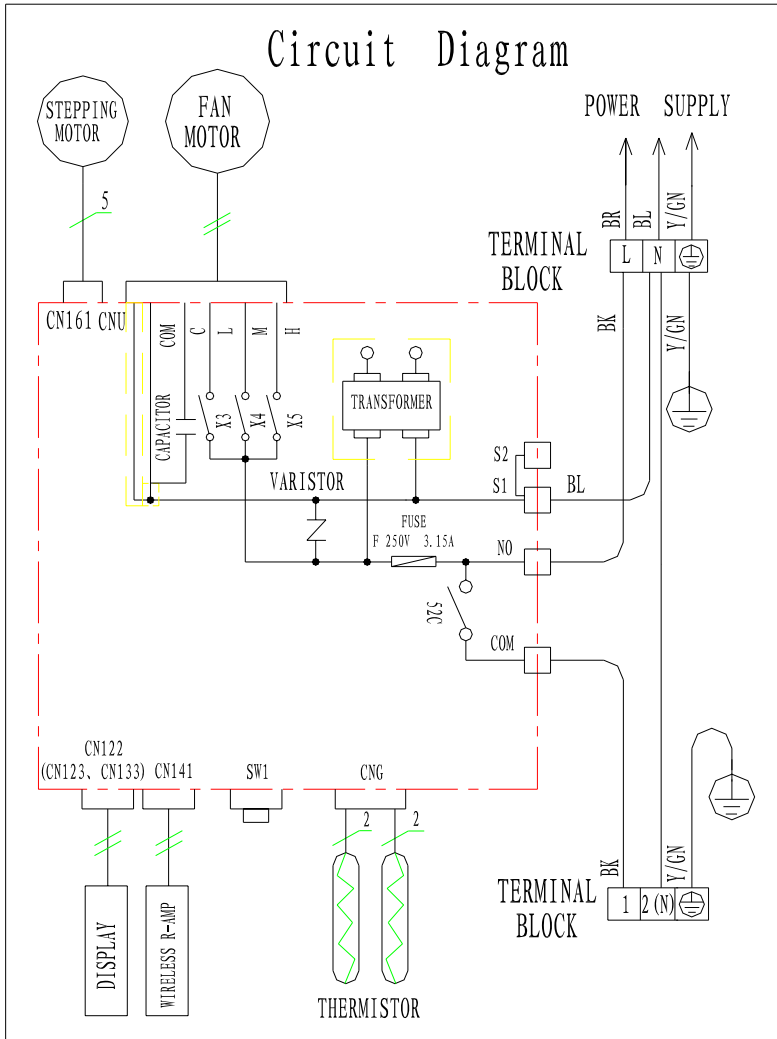 Circuit Diagram
STEPPING
MOTOR
FAN
MOTOR
POWER SUPPLY
5
BR
BL
Y/GN
TERMINAL
BLOCK
L
N
CN161
CNU
COM
C
L
M
H
BK
Y/GN
CAPACITOR
X3
X4
X5
TRANSFORMER
VARISTOR
S2
S1
BL
FUSE
F 250V 3.15A
NO
52C
COM
CN122
(CN123、CN133)
CN141
SW1
CNG
2
2
BK
Y/GN
TERMINAL
BLOCK
1
2(N)
DISPLAY
WIRELESS R-AMP
THERMISTOR